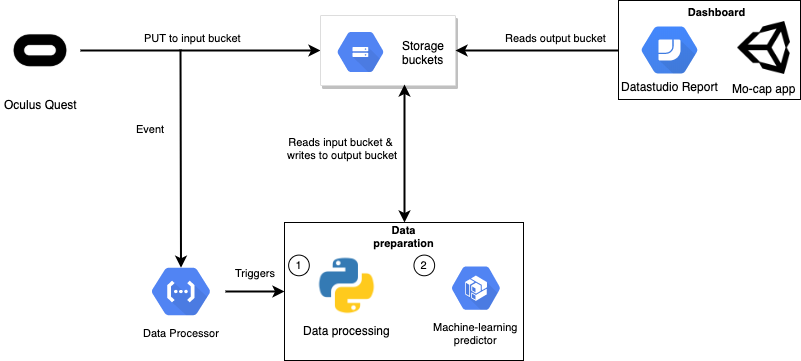 PUT to input bucket
Storage
buckets
Reads output bucket
Dashboard
Datastudio Report
Mo-cap app
Oculus Quest
Event
Reads input bucket &
writes to output bucket
Data
preparation
1
2
Triggers
Data Processor
Data processing
Machine-learning
predictor